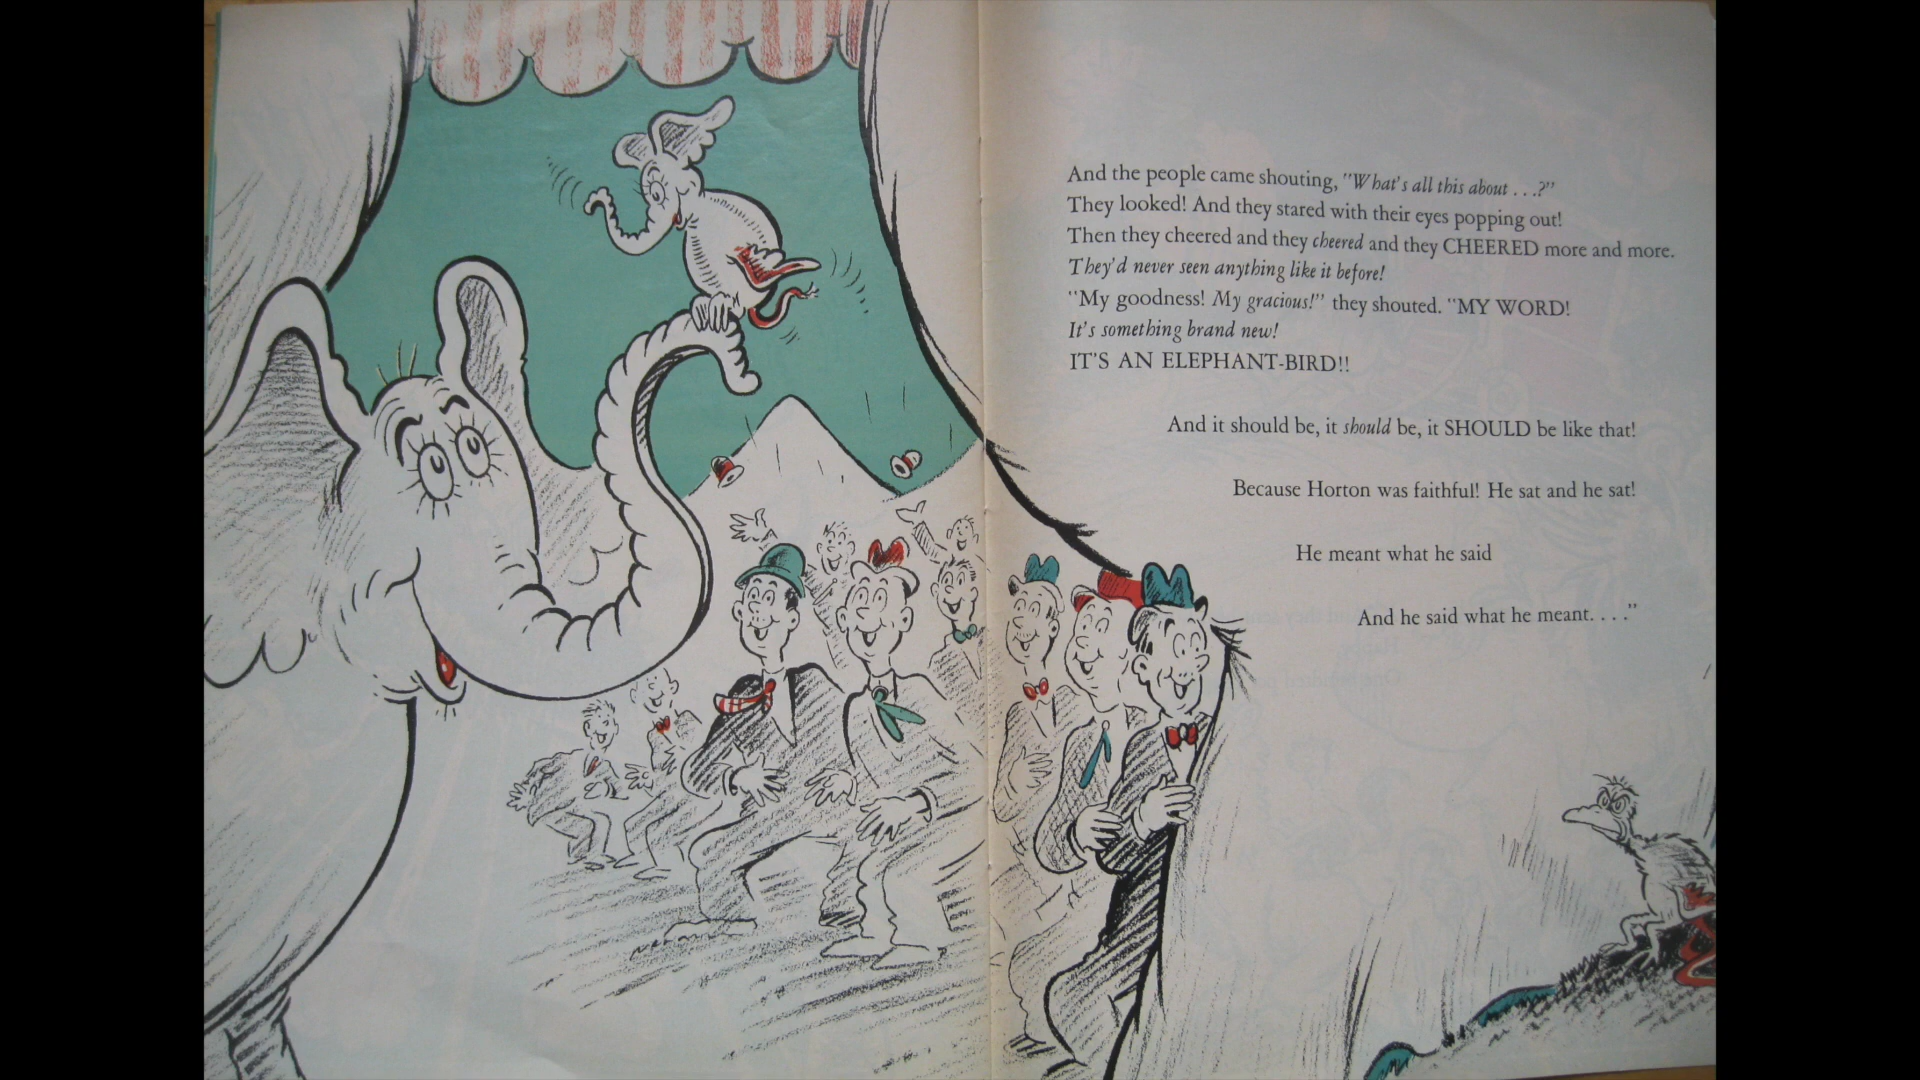 And the people came shouting, "What's all this about . . .?"
They looked! And they stared with their eyes popping out!
Then they cheered and they cheered and they CHEERED more and more.
They'd never seen anything like it before!
"My goodness! My gracious!" they shouted. "MY WORD!
It's something brand new!
IT'S AN ELEPHANT-BIRD!!
And it should be, it should be, it SHOULD be like that!
Because Horton was faithful! He sat and he sat!
He meant what he said
And he said what he meant. . . ."